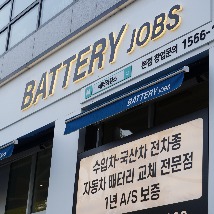 BATTERY JOBS
본점 창업문의 1566-
BATTERY JOBS
수입차·국산차 전차종
자동차 배터리 교체 전문점
1년 A/S 보증